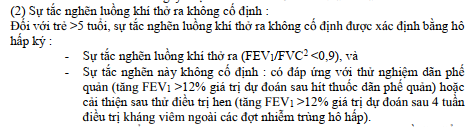 (2) Sự tắc nghẽn luồng khí thở ra không cố định :
Đối với trẻ >5 tuổi, sự tắc nghẽn luồng khí thở ra không cố định được xác định bằng hô
hấp ký :
- Sự tắc nghẽn luồng khí thở ra (FEV1/FVC2 <0,9), và
- Sự tắc nghẽn này không cố định : có đáp ứng với thử nghiệm dãn phế
quản (tăng FEV1 >12% giá trị dự đoán sau hít thuốc dãn phế quản) hoặc
cải thiện sau thử điều trị hen (tăng FEV1 >12% giá trị dự đoán sau 4 tuần
điều trị kháng viêm ngoài các đợt nhiễm trùng hô hấp).